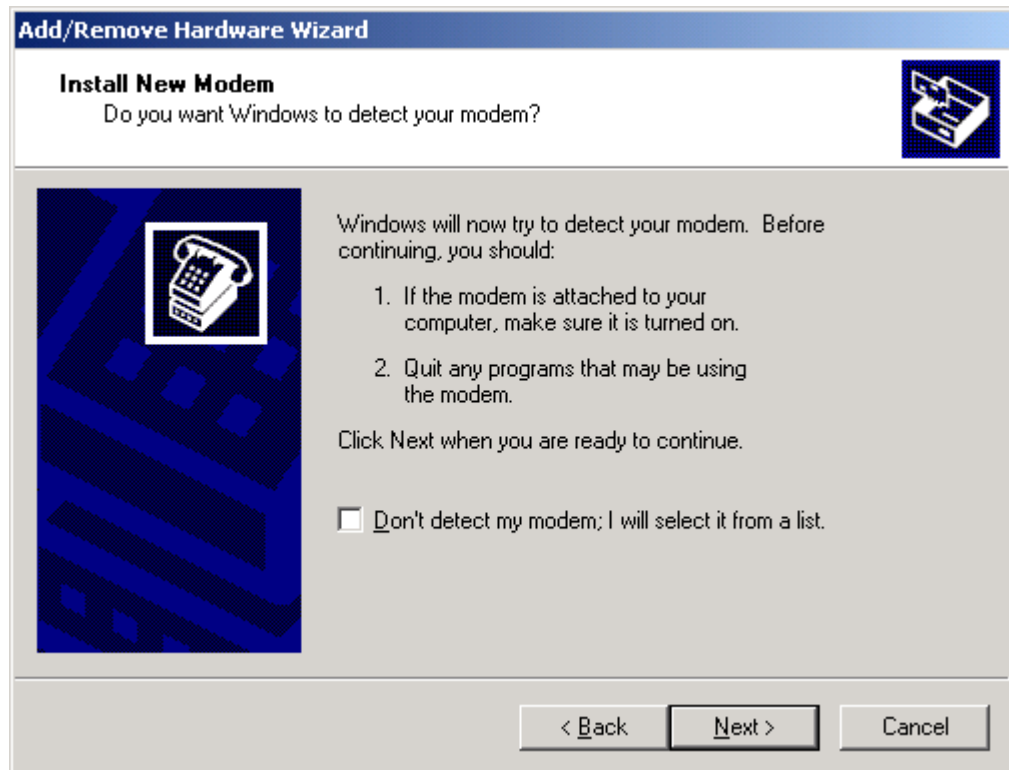 Add/Remove Hardware Wizard
Install New Modem
Do you want Windows to detect your modem?
Windows will now try to detect your modem.  Before
continuing, you should:
1. If the modem is attached to your
computer, make sure it is turned on.
2. Quit any programs that may be using
the modem.
Click Next when you are ready to continue.
Don't detect my modem; I will select it from a list.
< Back
Next >
Cancel